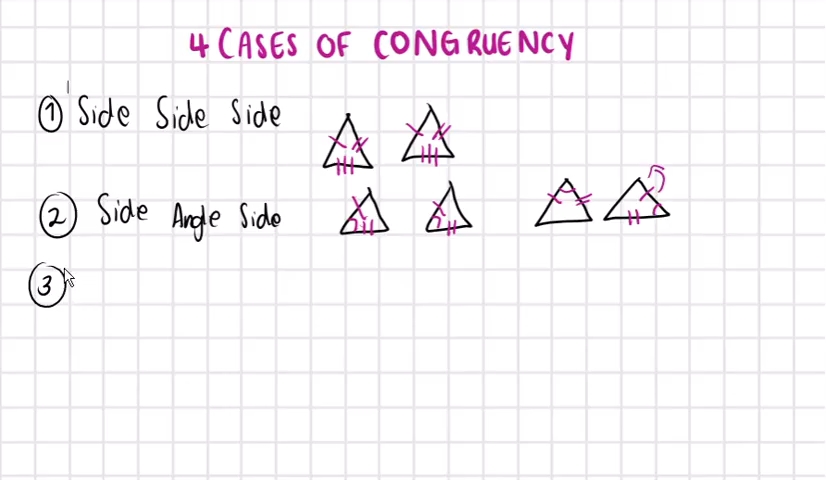 4 CASES OF CONGRUENCY
1 Side Side Side
2 Side Angle Side
3